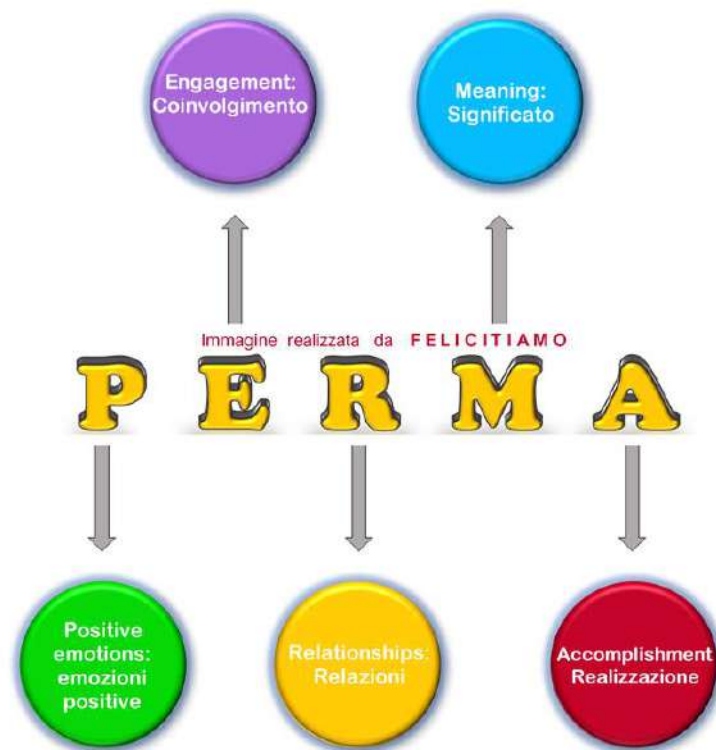 Engagement:
Coinvolgimento
Meaning:
Significato
Immagine realizzata da FELICITIAMO
PERMA
Positive
emotions:
emozioni
positive
Relationships:
Relazioni
Accomplishment
Realizzazione